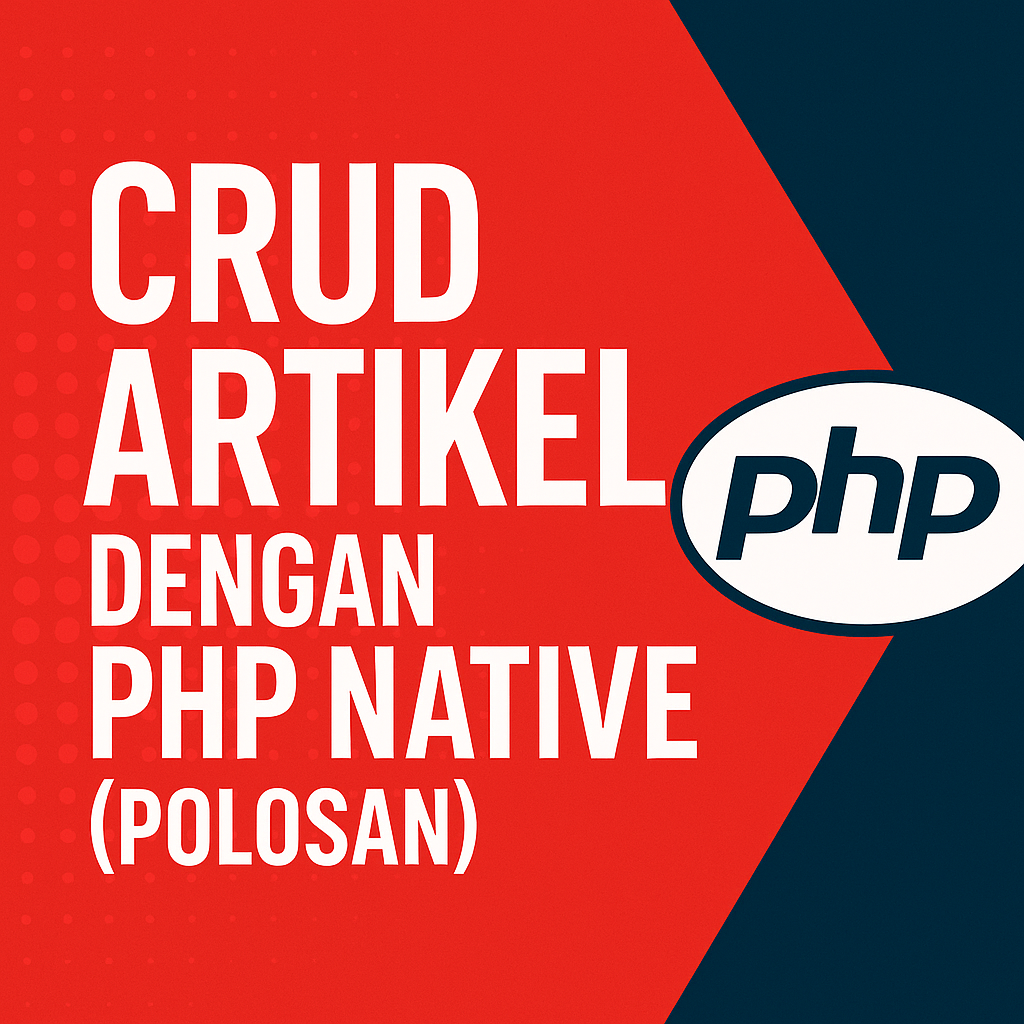 CRUD
ARTIKEL
DENGAN
PHP NATIVE
(POLOSAN)
php